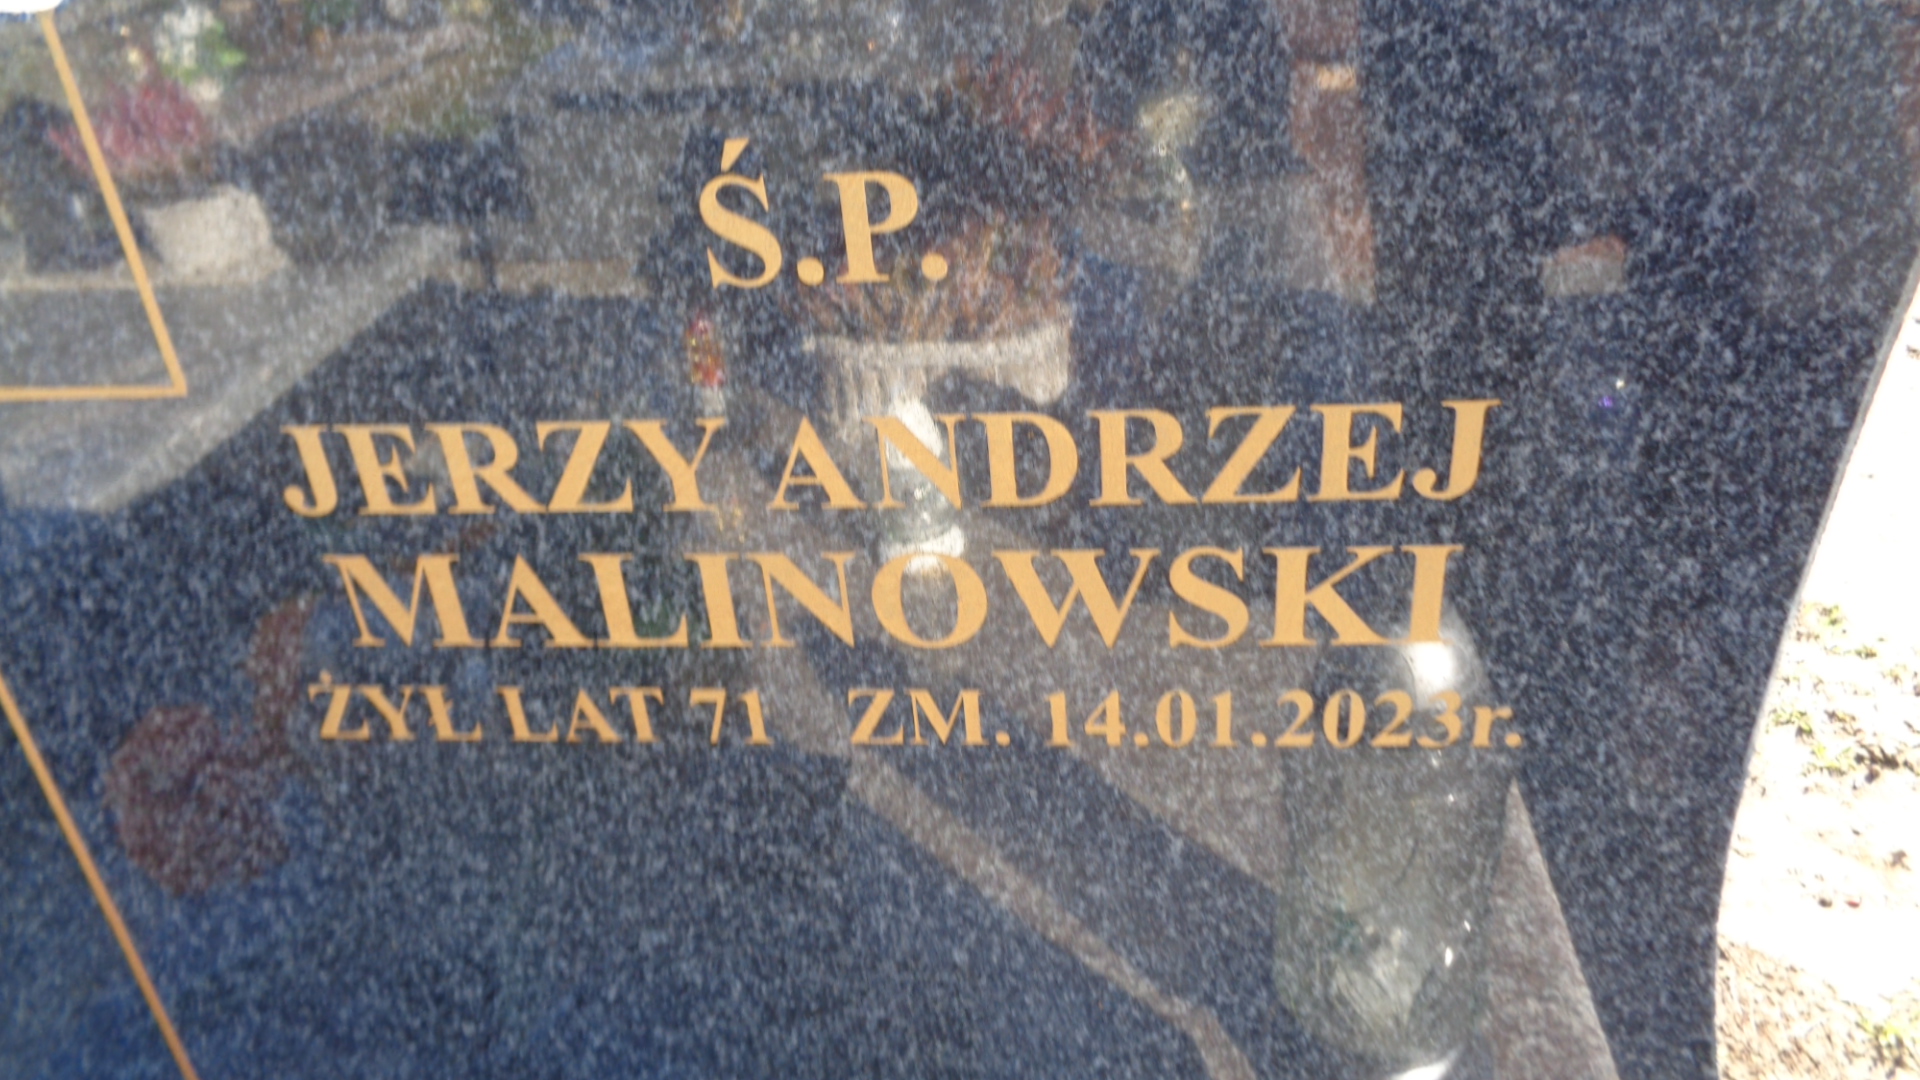 Ś.P.
JERZY ANDRZEJ
MALINOWSKI
ŻYŁ LAT 71 ZM. 14.01.2023r.